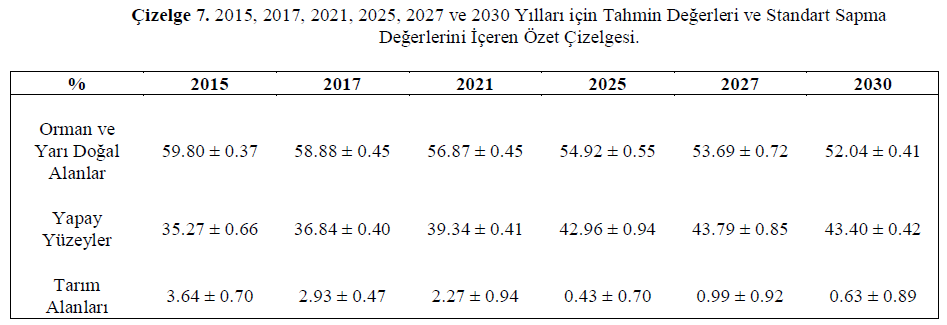 Çizelge 7. 2015, 2017, 2021, 2025, 2027 ve 2030 Yılları için Tahmin Değerleri ve Standart Sapma
Değerlerini İçeren Özet Çizelgesi.
% 2015 2017 2021 2025 2027 2030
Orman ve
Yarı Doğal 59.80 ± 0.37 58.88 ± 0.45 56.87 ± 0.45 54.92 ± 0.55 53.69 ± 0.72 52.04 ± 0.41
Alanlar
Yapay
Yüzeyler 35.27 ± 0.66 36.84 ± 0.40 39.34 ± 0.41 42.96 ± 0.94 43.79 ± 0.85 43.40 ± 0.42
Tarım
Alanları 3.64 ± 0.70 2.93 ± 0.47 2.27 ± 0.94 0.43 ± 0.70 0.99 ± 0.92 0.63 ± 0.89